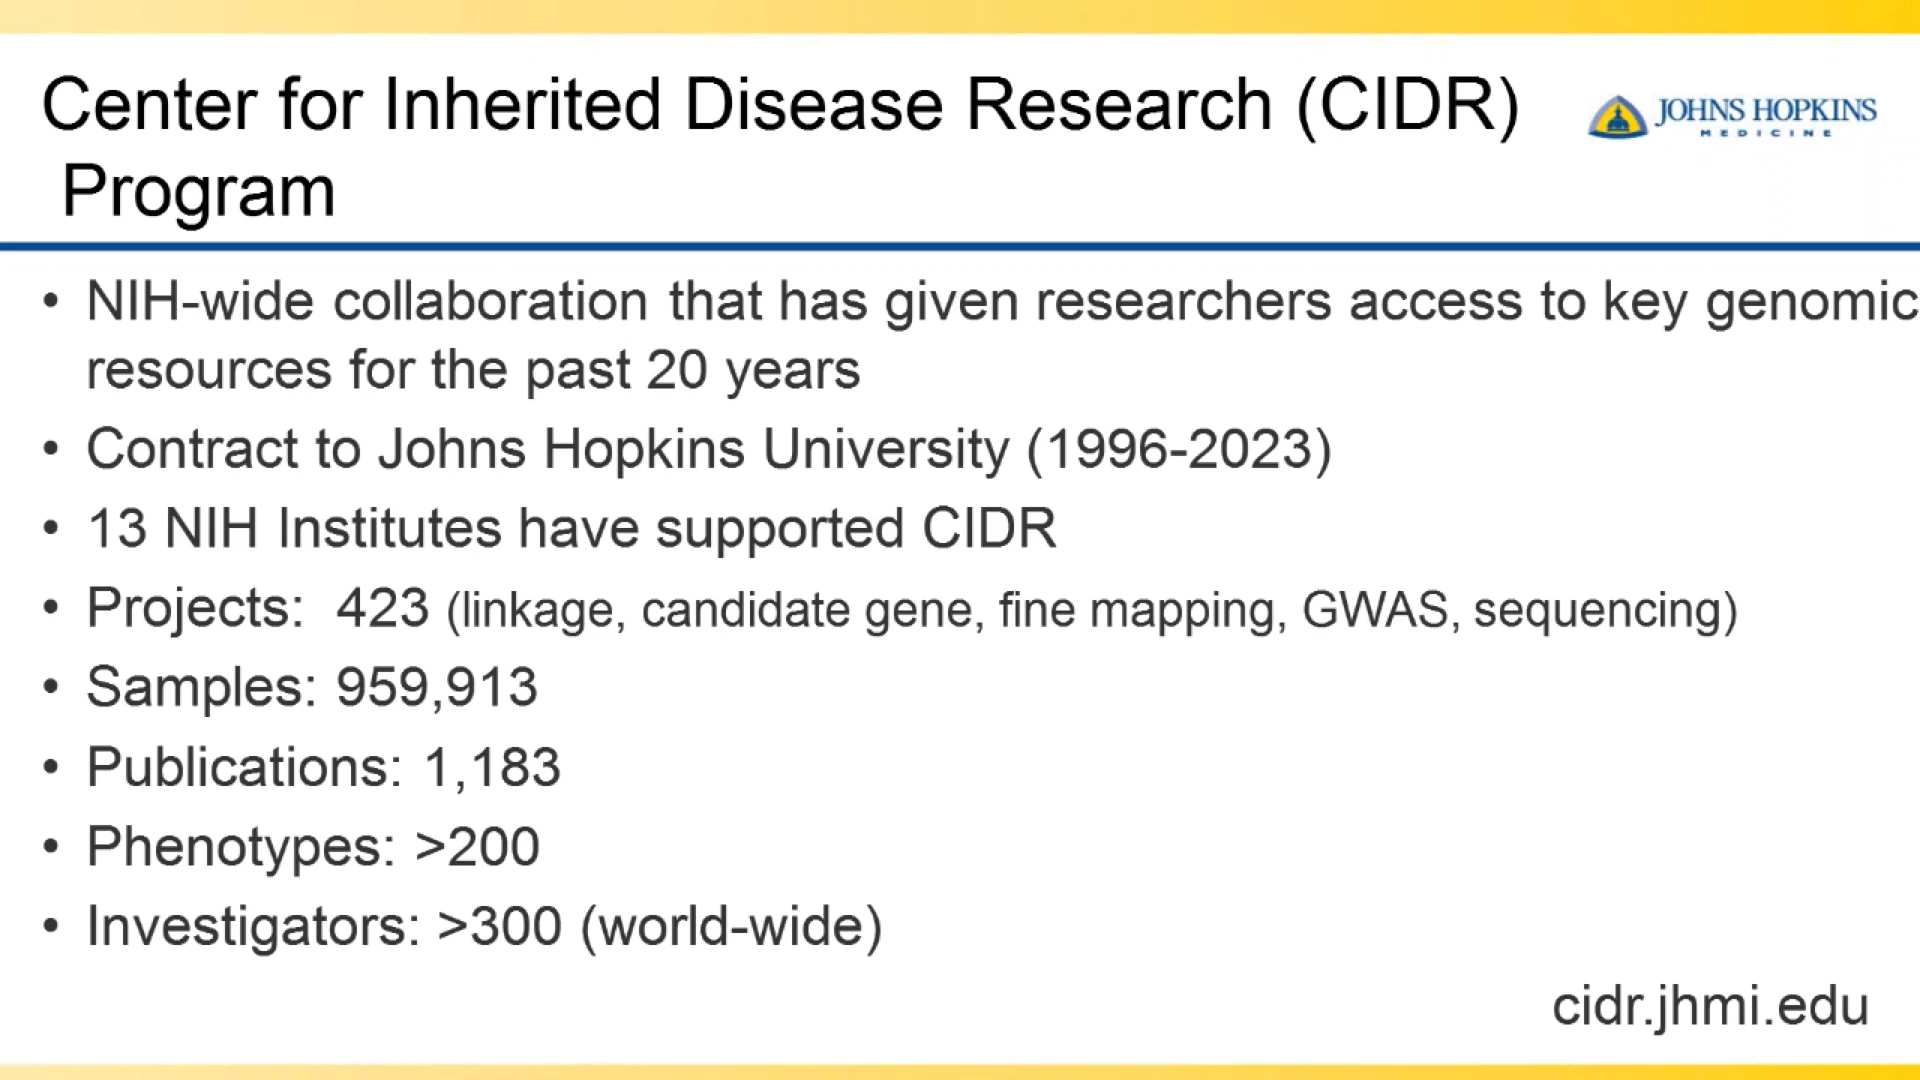 Center for Inherited Disease Research (CIDR)
Program
JOHNS HOPKINS
MEDICINE
• NIH-wide collaboration that has given researchers access to key genomic
resources for the past 20 years
• Contract to Johns Hopkins University (1996-2023)
• 13 NIH Institutes have supported CIDR
• Projects: 423 (linkage, candidate gene, fine mapping, GWAS, sequencing)
• Samples: 959,913
• Publications: 1,183
• Phenotypes: >200
• Investigators: >300 (world-wide)
cidr.jhmi.edu